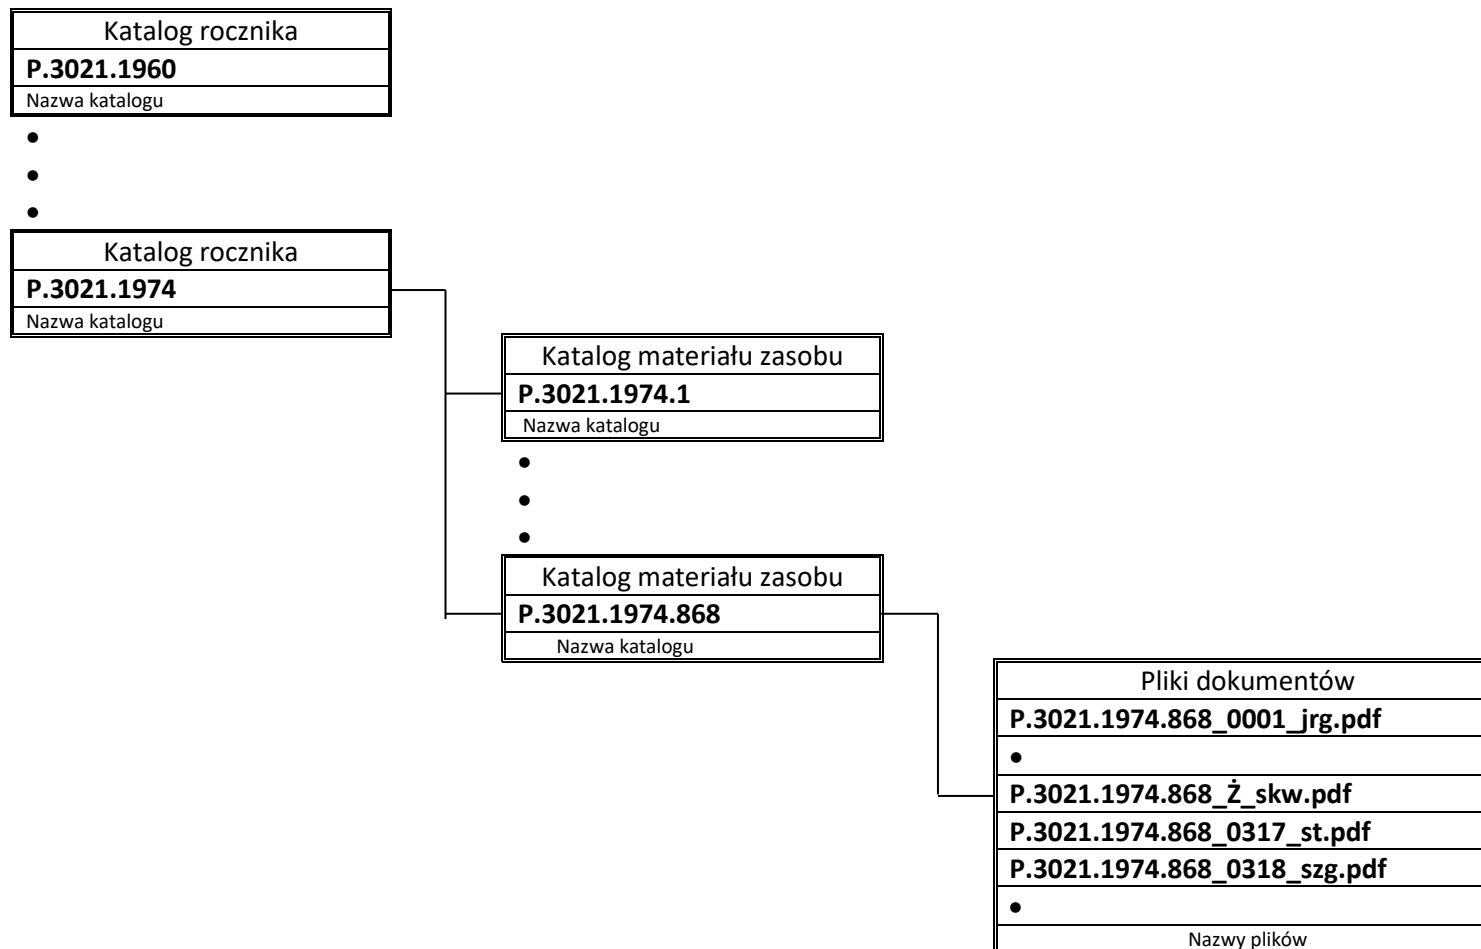 Katalog rocznika
P.3021.1960
Nazwa katalogu
•
•
•
Katalog rocznika
P.3021.1974
Nazwa katalogu
Katalog materiału zasobu
P.3021.1974.1
Nazwa katalogu
•
•
•
Katalog materiału zasobu
P.3021.1974.868
Nazwa katalogu
Pliki dokumentów
P.3021.1974.868_0001_jrg.pdf
•
P.3021.1974.868_Ż_skw.pdf
P.3021.1974.868_0317_st.pdf
P.3021.1974.868_0318_szg.pdf
•
Nazwy plików